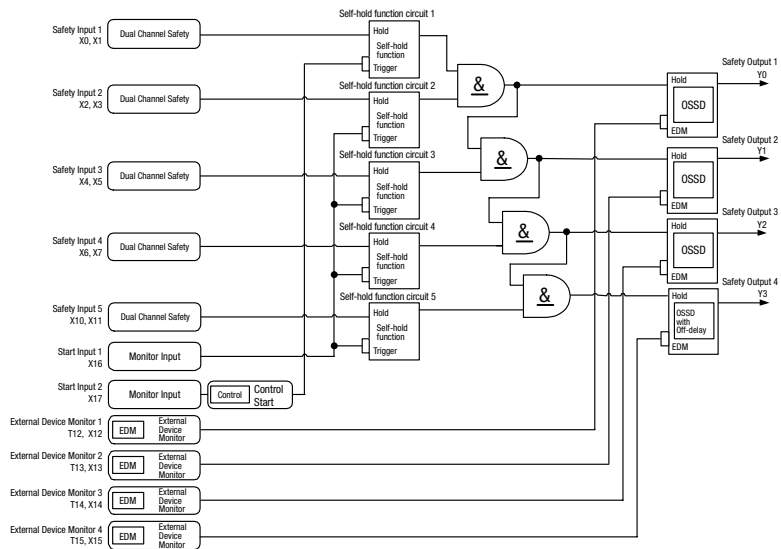 Self-hold function circuit 1
Safety Input 1
X0, X1
Dual Channel Safety
Hold
Self-hold
function
Trigger
&
Safety Output 1
Y0
Hold
OSSD
EDM
Self-hold function circuit 2
Safety Input 2
X2, X3
Dual Channel Safety
Hold
Self-hold
function
Trigger
&
Safety Output 2
Y1
Hold
OSSD
EDM
Self-hold function circuit 3
Safety Input 3
X4, X5
Dual Channel Safety
Hold
Self-hold
function
Trigger
&
Safety Output 3
Y2
Hold
OSSD
EDM
Self-hold function circuit 4
Safety Input 4
X6, X7
Dual Channel Safety
Hold
Self-hold
function
Trigger
&
Safety Output 4
Y3
Hold
OSSD
with
Off-delay
EDM
Self-hold function circuit 5
Safety Input 5
X10, X11
Dual Channel Safety
Hold
Self-hold
function
Trigger
Start Input 1
X16
Monitor Input
Start Input 2
X17
Monitor Input
Control
Control
Start
External Device Monitor 1
T12, X12
EDM
External
Device
Monitor
External Device Monitor 2
T13, X13
EDM
External
Device
Monitor
External Device Monitor 3
T14, X14
EDM
External
Device
Monitor
External Device Monitor 4
T15, X15
EDM
External
Device
Monitor